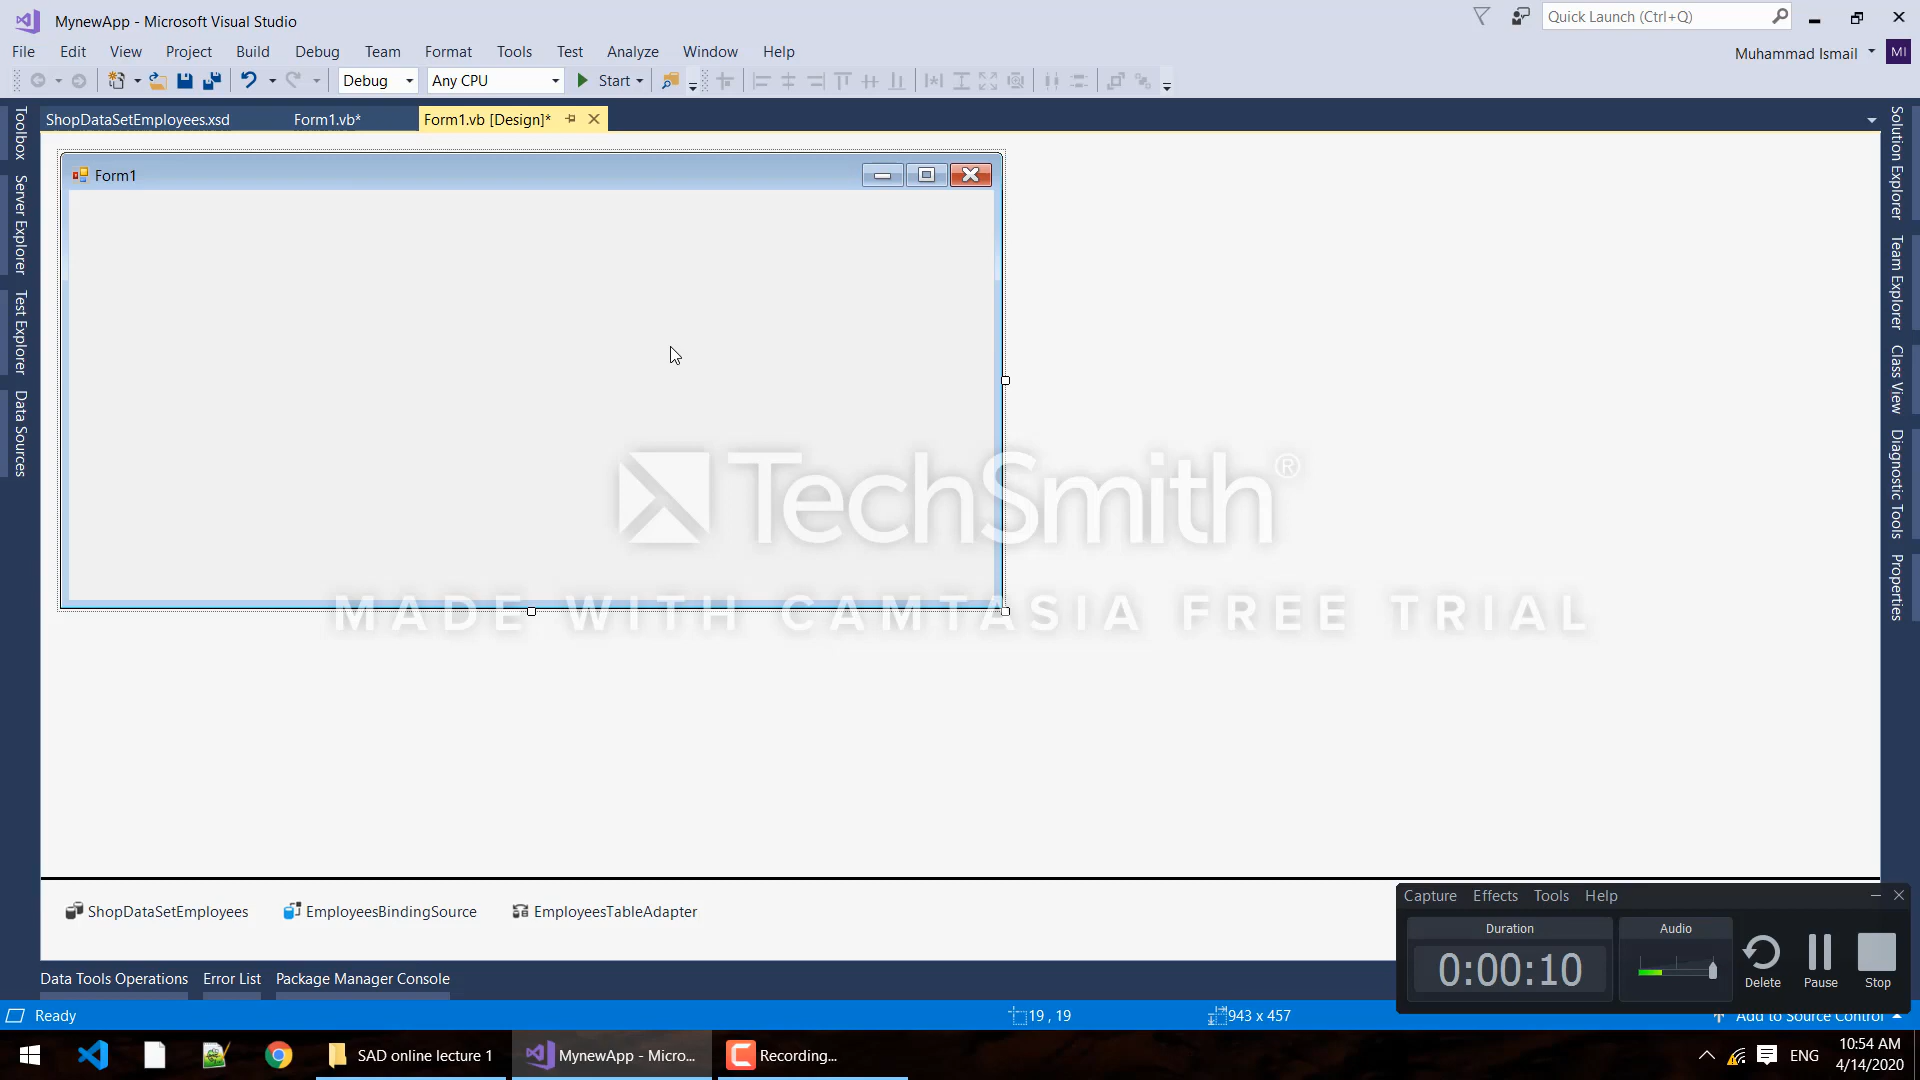 MynewApp - Microsoft Visual Studio
Quick Launch (Ctrl+Q)
File Edit View Project Build Debug Team Format Tools Test Analyze Window Help
Muhammad Ismail MI
Debug Any CPU Start
ShopDataSetEmployees.xsd Form1.vb* Form1.vb [Design]*
Toolbox
Server Explorer
Test Explorer
Data Sources
Form1
Solution Explorer
Team Explorer
Class View
Diagnostic Tools
Properties
TechSmith®
MADE WITH CAMTASIA FREE TRIAL
ShopDataSetEmployees EmployeesBindingSource EmployeesTableAdapter
Capture Effects Tools Help
Duration Audio
0:00:10
Delete Pause Stop
Data Tools Operations Error List Package Manager Console
Ready 19 , 19 943 x 457 Add to Source Control
SAD online lecture 1 MynewApp - Micro... Recording... ENG
10:54 AM
4/14/2020